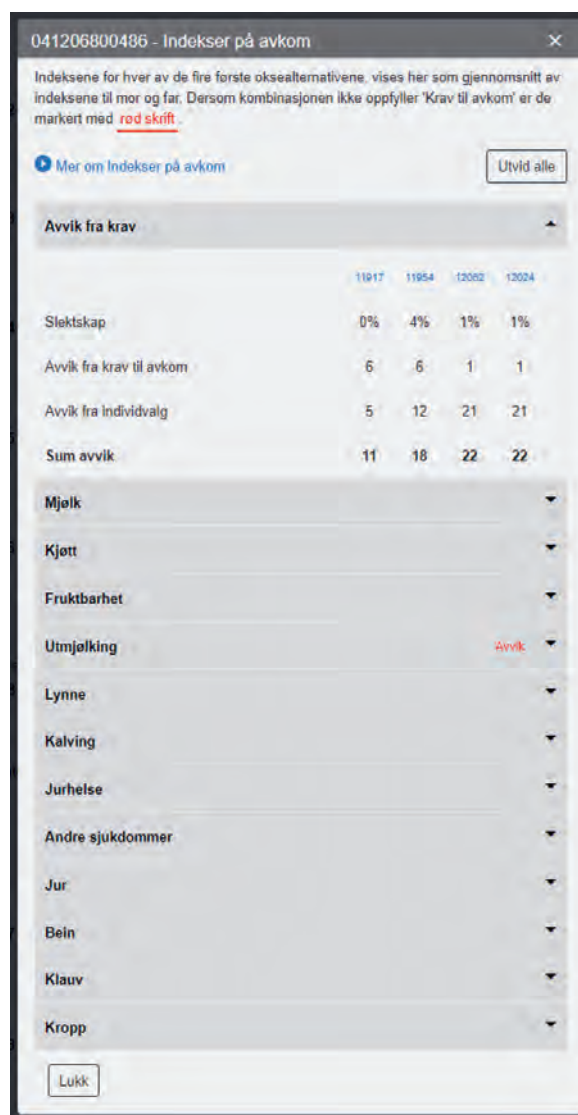 041206800486 - Indekser på avkom ×
Indeksene for hver av de fire første oksealternativene, vises her som gjennomsnitt av
indeksene til mor og far. Dersom kombinasjonen ikke oppfyller 'Krav til avkom' er de
markert med rød skrift.
Mer om Indekser på avkom Utvid alle
Avvik fra krav
11917 11954 12082 12024
Slektskap 0% 4% 1% 1%
Avvik fra krav til avkom 6 6 1 1
Avvik fra individvalg 5 12 21 21
Sum avvik 11 18 22 22
Mjølk
Kjøtt
Fruktbarhet
Utmjølking Avvik
Lynne
Kalving
Jurhelse
Andre sjukdommer
Jur
Bein
Klauv
Kropp
Lukk